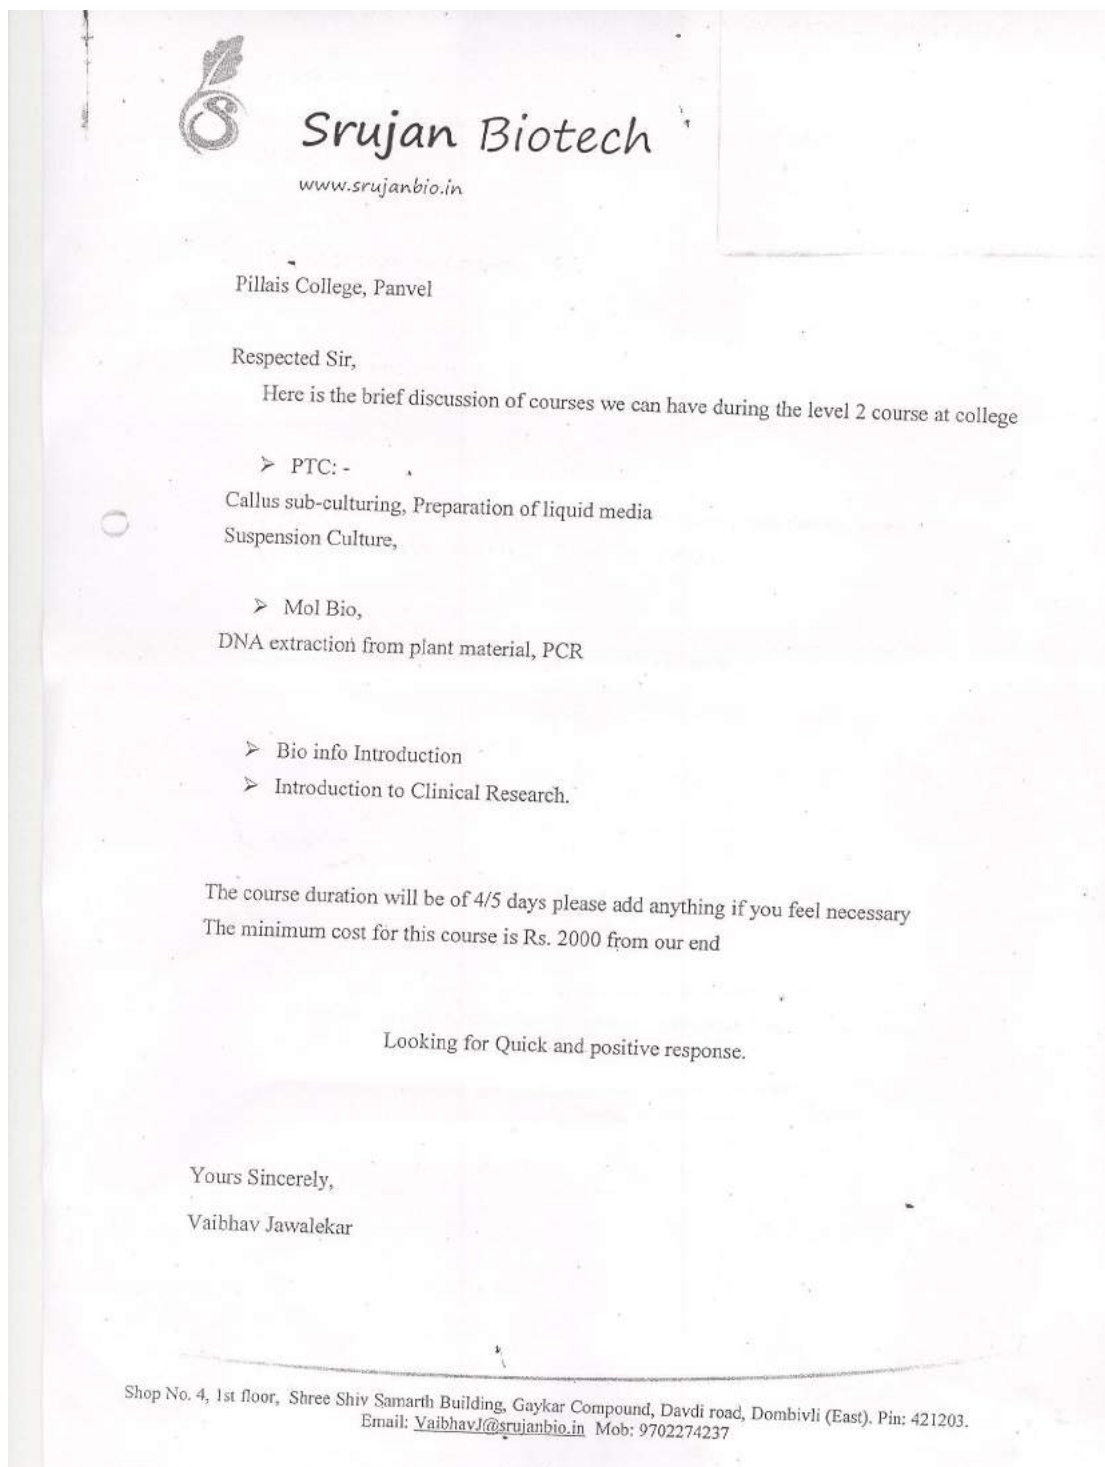 Srujan Biotech
www.srujanbio.in
Pillais College, Panvel
Respected Sir,
Here is the brief discussion of courses we can have during the level 2 course at college
➢ PTC: -
Callus sub-culturing, Preparation of liquid media
Suspension Culture,
➢ Mol Bio,
DNA extraction from plant material, PCR
➢ Bio info Introduction
➢ Introduction to Clinical Research.
The course duration will be of 4/5 days please add anything if you feel necessary
The minimum cost for this course is Rs. 2000 from our end
Looking for Quick and positive response.
Yours Sincerely,
Vaibhav Jawalekar
Shop No. 4, 1st floor, Shree Shiv Samarth Building, Gaykar Compound, Davdi road, Dombivli (East). Pin: 421203.
Email: VaibhavJ@srujanbio.in Mob: 9702274237